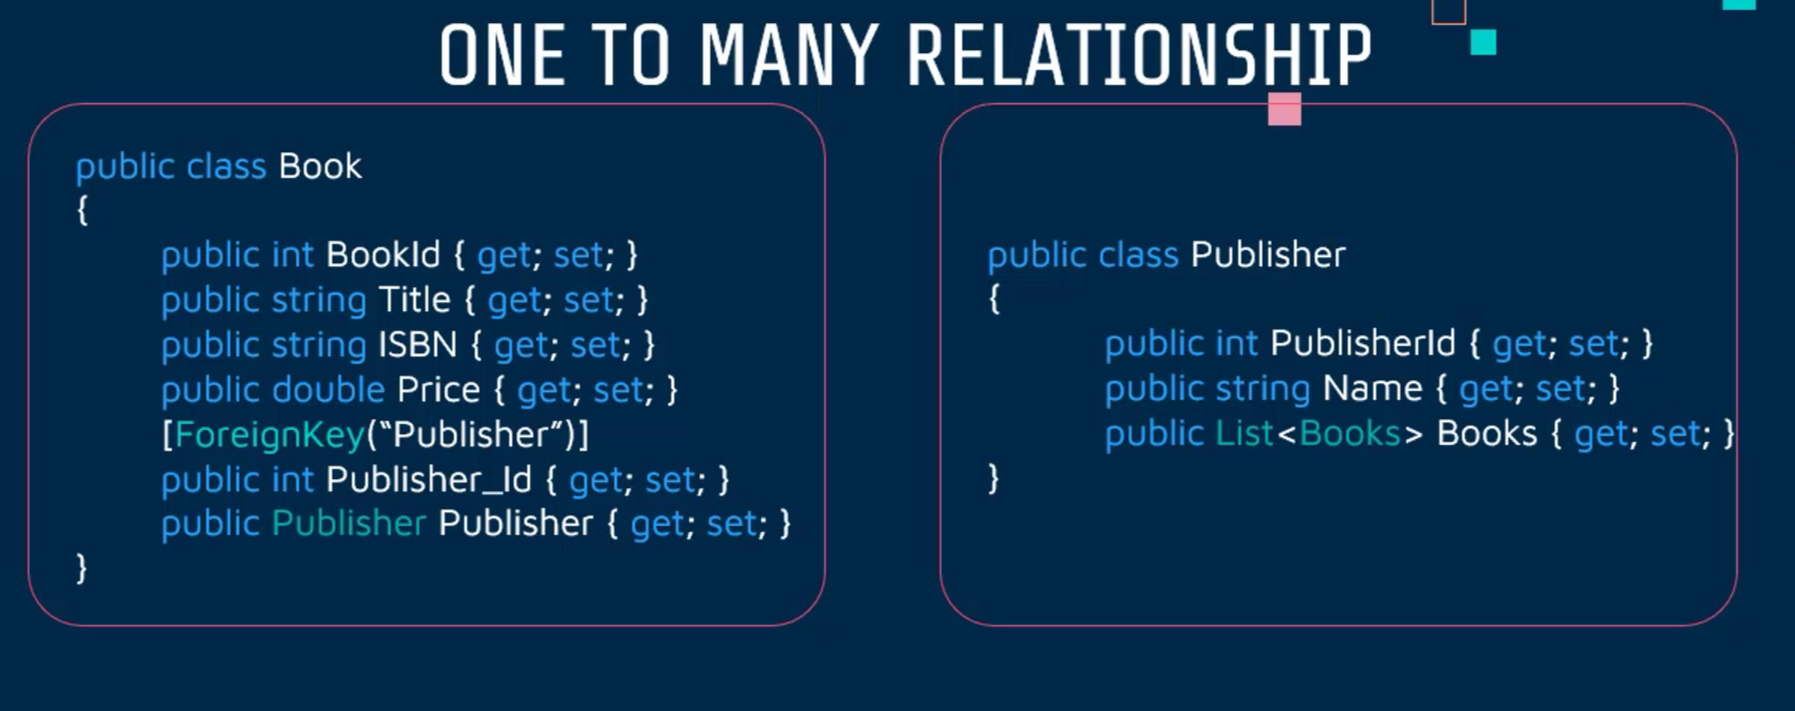 ONE TO MANY RELATIONSHIP
public class Book
{
public int BookId { get; set; }
public string Title { get; set; }
public string ISBN { get; set; }
public double Price { get; set; }
[ForeignKey(“Publisher”)]
public int Publisher_Id { get; set; }
public Publisher Publisher { get; set; }
}
public class Publisher
{
public int PublisherId { get; set; }
public string Name { get; set; }
public List<Books> Books { get; set; }
}